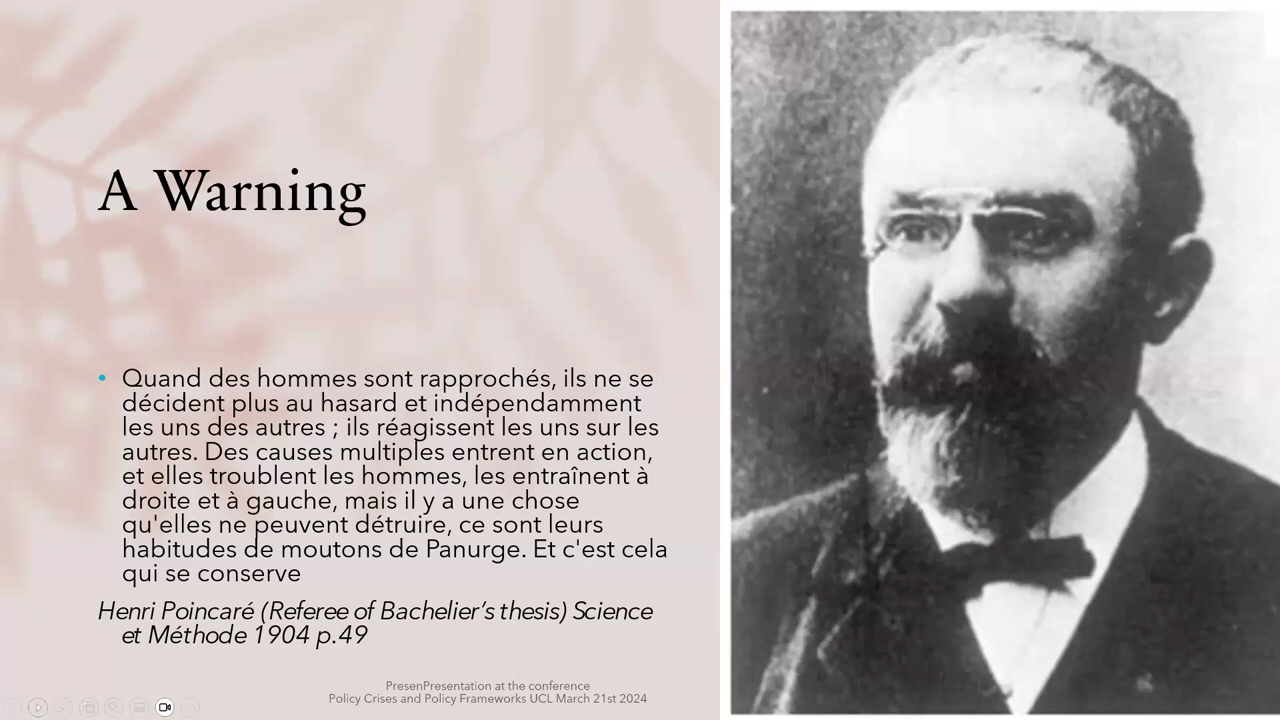 A Warning
• Quand des hommes sont rapprochés, ils ne se
décident plus au hasard et indépendamment
les uns des autres ; ils réagissent les uns sur les
autres. Des causes multiples entrent en action,
et elles troublent les hommes, les entraînent à
droite et à gauche, mais il y a une chose
qu'elles ne peuvent détruire, ce sont leurs
habitudes de moutons de Panurge. Et c'est cela
qui se conserve
Henri Poincaré (Referee of Bachelier’s thesis) Science
et Méthode 1904 p.49
PresenPresentation at the conference
Policy Crises and Policy Frameworks UCL March 21st 2024